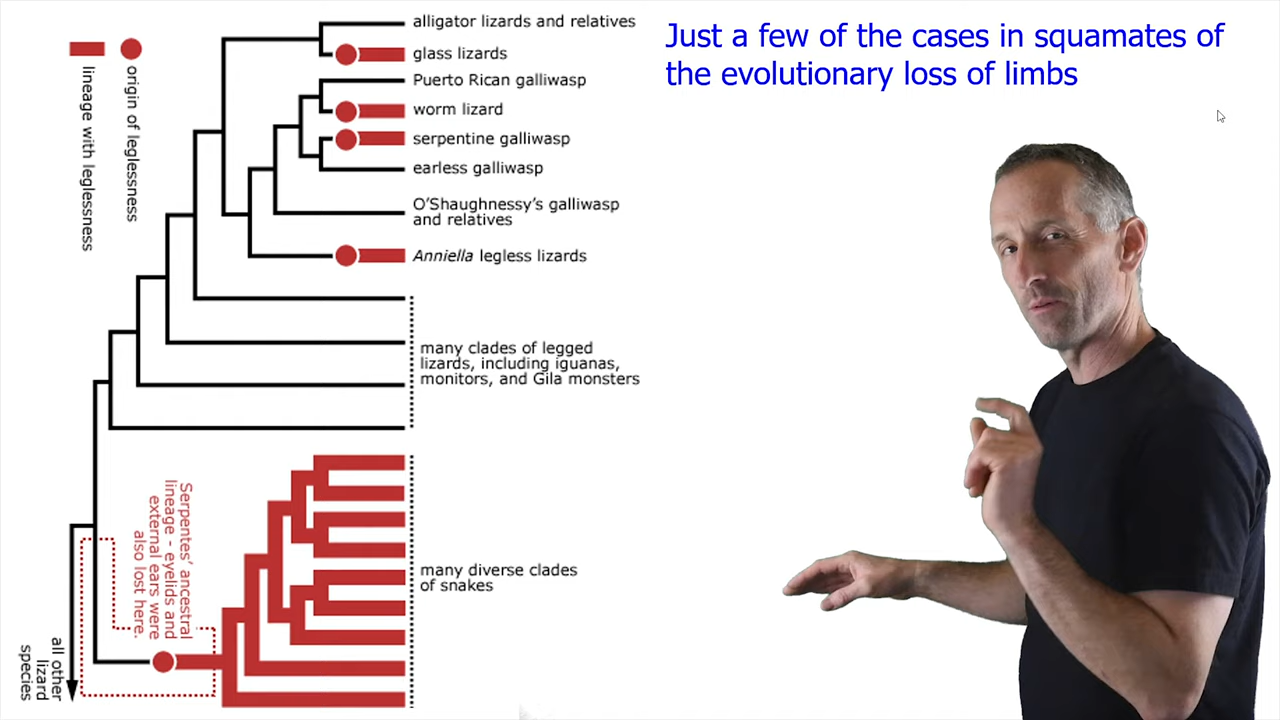 Just a few of the cases in squamates of
the evolutionary loss of limbs
origin of leglessness
lineage with leglessness
alligator lizards and relatives
glass lizards
Puerto Rican galliwasp
worm lizard
serpentine galliwasp
earless galliwasp
O'Shaughnessy's galliwasp
and relatives
Anniella legless lizards
many clades of legged
lizards, including iguanas,
monitors, and Gila monsters
Serpentes' ancestral
lineage - eyelids and
external ears were
also lost here.
many diverse clades
of snakes
all other
lizard
species